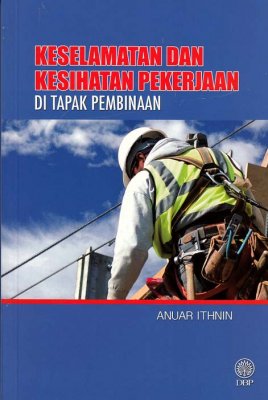 KESELAMATAN DAN
KESIHATAN PEKERJAAN
DI TAPAK PEMBINAAN
ANUAR ITHNIN
DBP